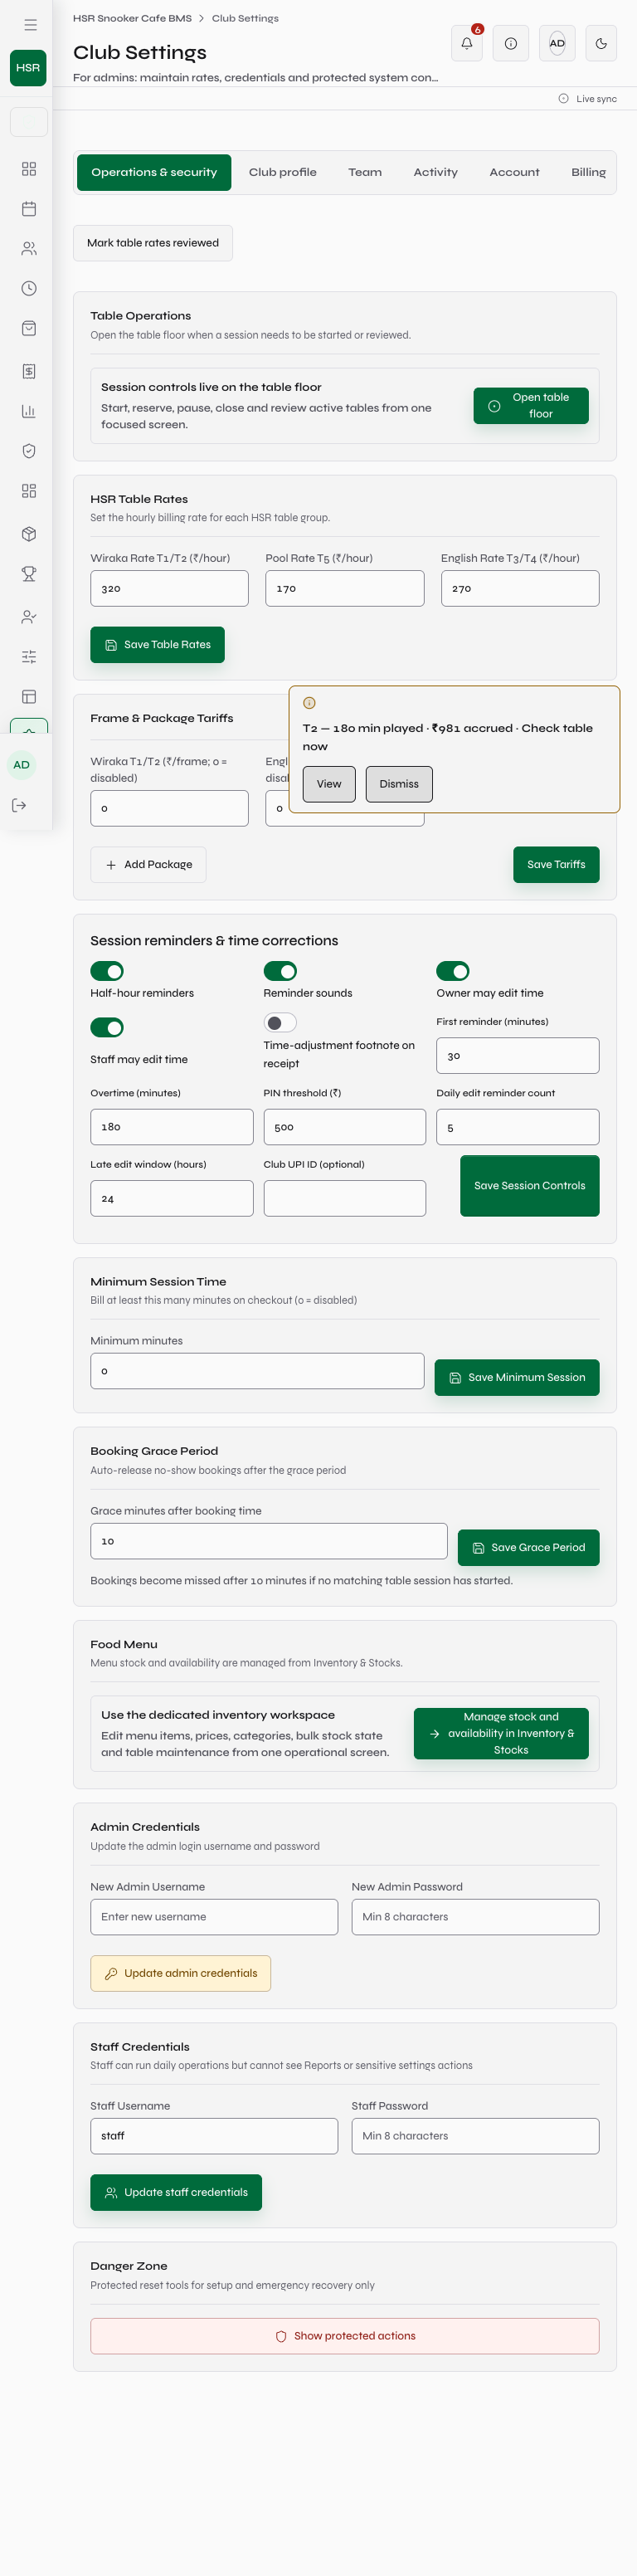 HSR Snooker Cafe BMS > Club Settings
HSR
Club Settings
For admins: maintain rates, credentials and protected system con...
6
AD
Live sync
Operations & security
Club profile
Team
Activity
Account
Billing
Mark table rates reviewed
Table Operations
Open the table floor when a session needs to be started or reviewed.
Session controls live on the table floor
Start, reserve, pause, close and review active tables from one
focused screen.
Open table
floor
HSR Table Rates
Set the hourly billing rate for each HSR table group.
Wiraka Rate T1/T2 (₹/hour)
Pool Rate T5 (₹/hour)
English Rate T3/T4 (₹/hour)
320
170
270
Save Table Rates
Frame & Package Tariffs
T2 — 180 min played · ₹981 accrued · Check table
now
View
Dismiss
Wiraka T1/T2 (₹/frame; 0 =
disabled)
0
0
AD
Add Package
Save Tariffs
Session reminders & time corrections
Half-hour reminders
Reminder sounds
Owner may edit time
Staff may edit time
Time-adjustment footnote on
receipt
First reminder (minutes)
30
Overtime (minutes)
PIN threshold (₹)
Daily edit reminder count
180
500
5
Late edit window (hours)
Club UPI ID (optional)
24
Save Session Controls
Minimum Session Time
Bill at least this many minutes on checkout (0 = disabled)
Minimum minutes
0
Save Minimum Session
Booking Grace Period
Auto-release no-show bookings after the grace period
Grace minutes after booking time
10
Save Grace Period
Bookings become missed after 10 minutes if no matching table session has started.
Food Menu
Menu stock and availability are managed from Inventory & Stocks.
Use the dedicated inventory workspace
Edit menu items, prices, categories, bulk stock state
and table maintenance from one operational screen.
Manage stock and
availability in Inventory &
Stocks
Admin Credentials
Update the admin login username and password
New Admin Username
New Admin Password
Enter new username
Min 8 characters
Update admin credentials
Staff Credentials
Staff can run daily operations but cannot see Reports or sensitive settings actions
Staff Username
Staff Password
staff
Min 8 characters
Update staff credentials
Danger Zone
Protected reset tools for setup and emergency recovery only
Show protected actions